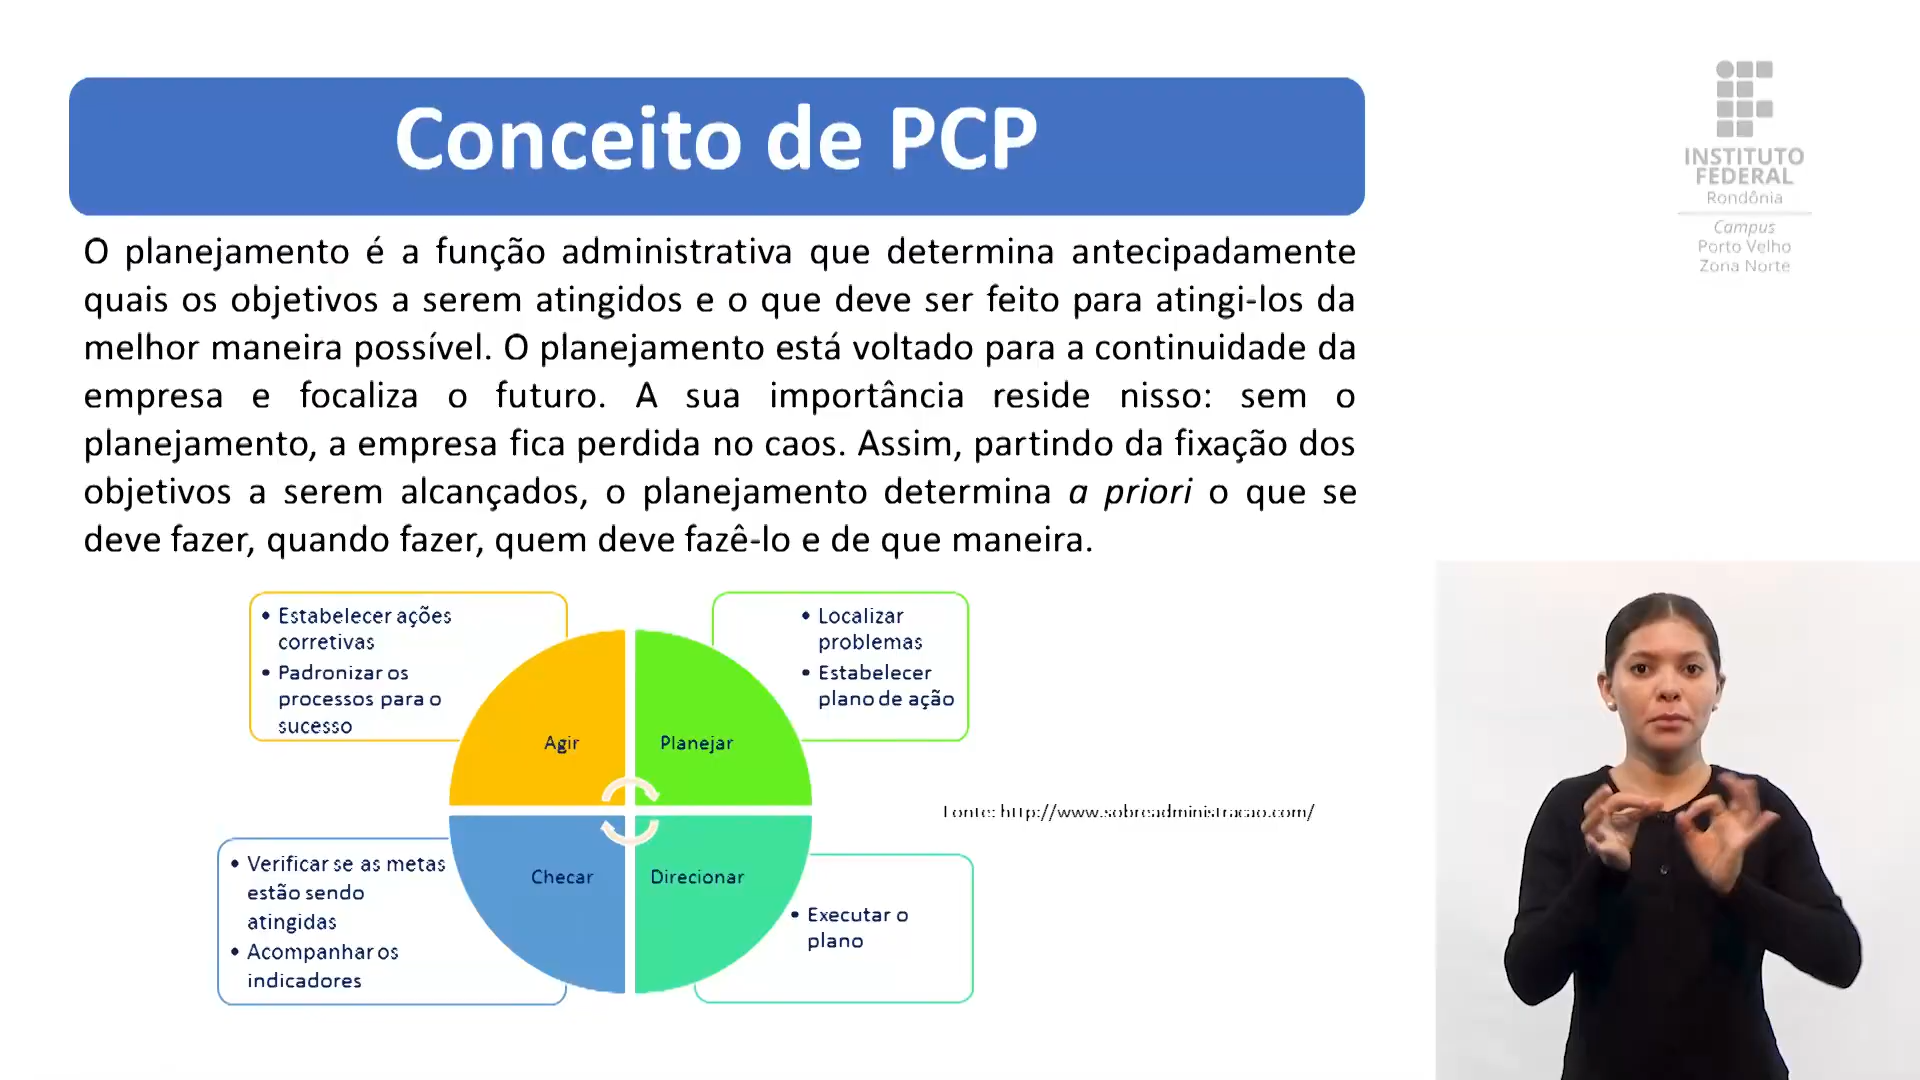 Conceito de PCP
INSTITUTO
FEDERAL
Rondônia
Campus
Porto Velho
Zona Norte
O planejamento é a função administrativa que determina antecipadamente
quais os objetivos a serem atingidos e o que deve ser feito para atingi-los da
melhor maneira possível. O planejamento está voltado para a continuidade da
empresa e focaliza o futuro. A sua importância reside nisso: sem o
planejamento, a empresa fica perdida no caos. Assim, partindo da fixação dos
objetivos a serem alcançados, o planejamento determina a priori o que se
deve fazer, quando fazer, quem deve fazê-lo e de que maneira.
• Estabelecer ações
corretivas
• Padronizar os
processos para o
sucesso
• Localizar
problemas
• Estabelecer
plano de ação
Agir
Planejar
Fonte: http://www.sobreadministracao.com/
Checar
Direcionar
• Verificar se as metas
estão sendo
atingidas
• Acompanhar os
indicadores
• Executar o
plano